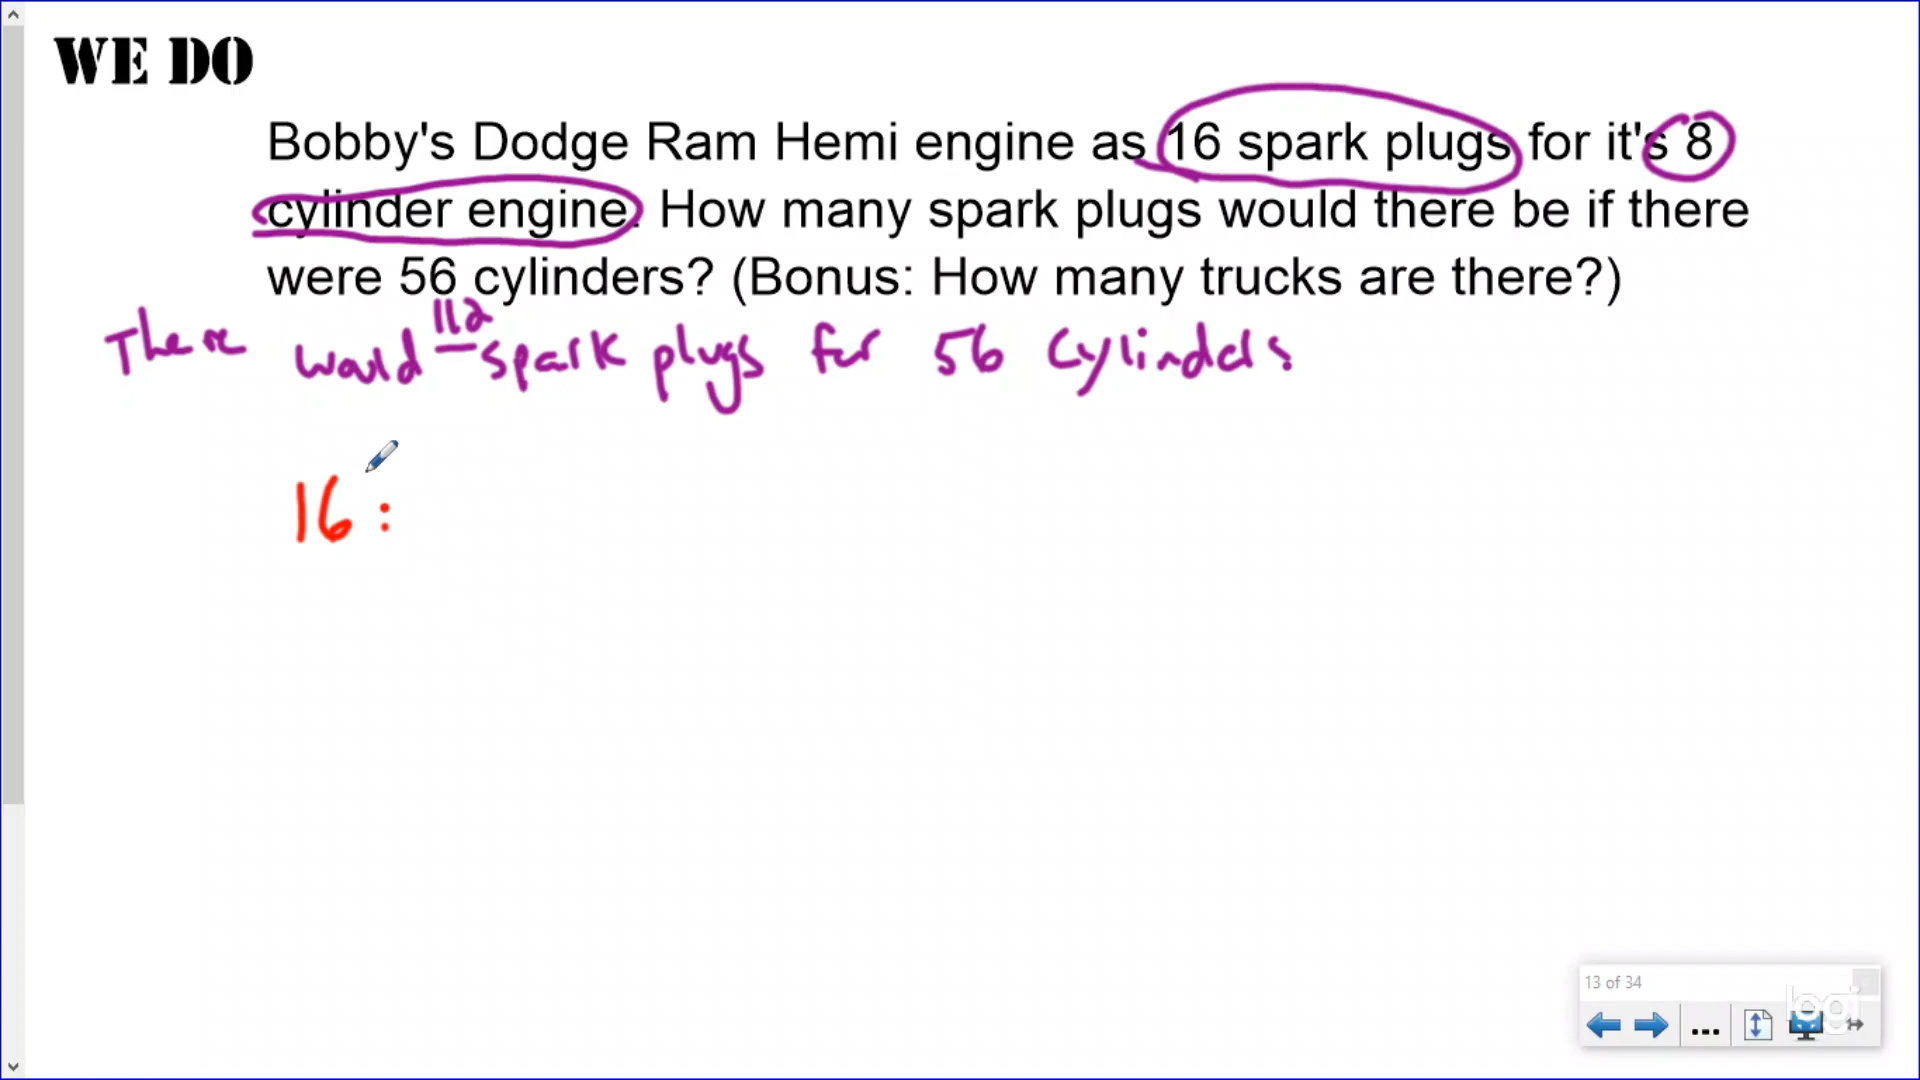 WE DO
Bobby's Dodge Ram Hemi engine as 16 spark plugs for it's 8
cylinder engine. How many spark plugs would there be if there
were 56 cylinders? (Bonus: How many trucks are there?)
112
There would spark plugs for 56 cylinders.
16 :
13 of 34
logi
...